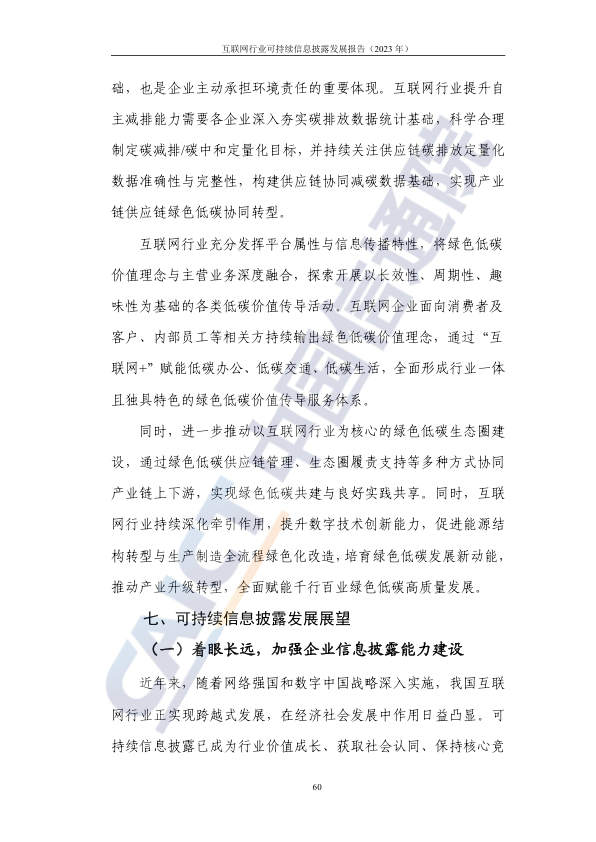 互联网行业可持续信息披露发展报告（2023 年）
础，也是企业主动承担环境责任的重要体现。互联网行业提升自
主减排能力需要各企业深入夯实碳排放数据统计基础，科学合理
制定碳减排/碳中和定量化目标，并持续关注供应链碳排放定量化
数据准确性与完整性，构建供应链协同减碳数据基础，实现产业
链供应链绿色低碳协同转型。
互联网行业充分发挥平台属性与信息传播特性，将绿色低碳
价值理念与主营业务深度融合，探索开展以长效性、周期性、趣
味性为基础的各类低碳价值传导活动。互联网企业面向消费者及
客户、内部员工等相关方持续输出绿色低碳价值理念，通过“互
联网+”赋能低碳办公、低碳交通、低碳生活，全面形成行业一体
且独具特色的绿色低碳价值传导服务体系。
同时，进一步推动以互联网行业为核心的绿色低碳生态圈建
设，通过绿色低碳供应链管理、生态圈履责支持等多种方式协同
产业链上下游，实现绿色低碳共建与良好实践共享。同时，互联
网行业持续深化牵引作用，提升数字技术创新能力，促进能源结
构转型与生产制造全流程绿色化改造，培育绿色低碳发展新动能，
推动产业升级转型，全面赋能千行百业绿色低碳高质量发展。
七、可持续信息披露发展展望
（一）着眼长远，加强企业信息披露能力建设
近年来，随着网络强国和数字中国战略深入实施，我国互联
网行业正实现跨越式发展，在经济社会发展中作用日益凸显。可
持续信息披露已成为行业价值成长、获取社会认同、保持核心竞
60
CAICT 中国信通院